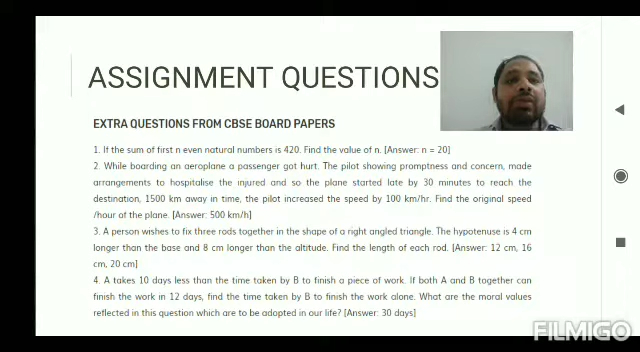 ASSIGNMENT QUESTIONS
EXTRA QUESTIONS FROM CBSE BOARD PAPERS
1. If the sum of first n even natural numbers is 420. Find the value of n. [Answer: n = 20]
2. While boarding an aeroplane a passenger got hurt. The pilot showing promptness and concern, made
arrangements to hospitalise the injured and so the plane started late by 30 minutes to reach the
destination, 1500 km away in time, the pilot increased the speed by 100 km/hr. Find the original speed
/hour of the plane. [Answer: 500 km/h]
3. A person wishes to fix three rods together in the shape of a right angled triangle. The hypotenuse is 4 cm
longer than the base and 8 cm longer than the altitude. Find the length of each rod. [Answer: 12 cm, 16
cm, 20 cm]
4. A takes 10 days less than the time taken by B to finish a piece of work. If both A and B together can
finish the work in 12 days, find the time taken by B to finish the work alone. What are the moral values
reflected in this question which are to be adopted in our life? [Answer: 30 days]
FILMIGO